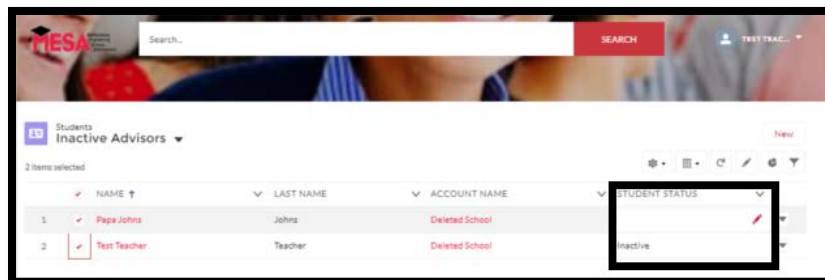 MESA
Search...
SEARCH
TEST TEAC...
Students
Inactive Advisors
New
2 items selected
NAME
LAST NAME
ACCOUNT NAME
STUDENT STATUS
1 Papa Johns Johns Deleted School
2 Test Teacher Teacher Deleted School Inactive